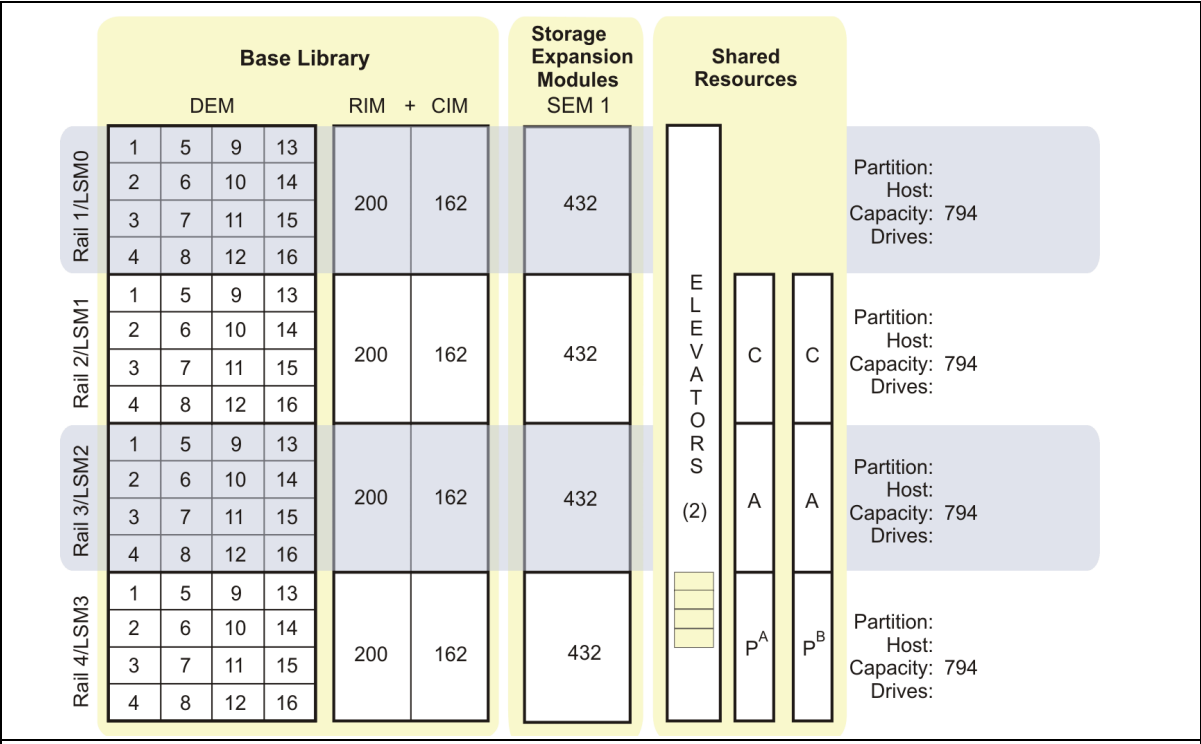 Base Library
Storage
Expansion
Modules
Shared
Resources
DEM RIM + CIM SEM 1
Rail 1/LSM0
1 5 9 13
2 6 10 14
3 7 11 15
4 8 12 16
200 162 432
Partition:
Host:
Capacity: 794
Drives:
Rail 2/LSM1
1 5 9 13
2 6 10 14
3 7 11 15
4 8 12 16
200 162 432
ELEVATORS
(2)
C C
Partition:
Host:
Capacity: 794
Drives:
Rail 3/LSM2
1 5 9 13
2 6 10 14
3 7 11 15
4 8 12 16
200 162 432
A A
Partition:
Host:
Capacity: 794
Drives:
Rail 4/LSM3
1 5 9 13
2 6 10 14
3 7 11 15
4 8 12 16
200 162 432
P^A P^B
Partition:
Host:
Capacity: 794
Drives: